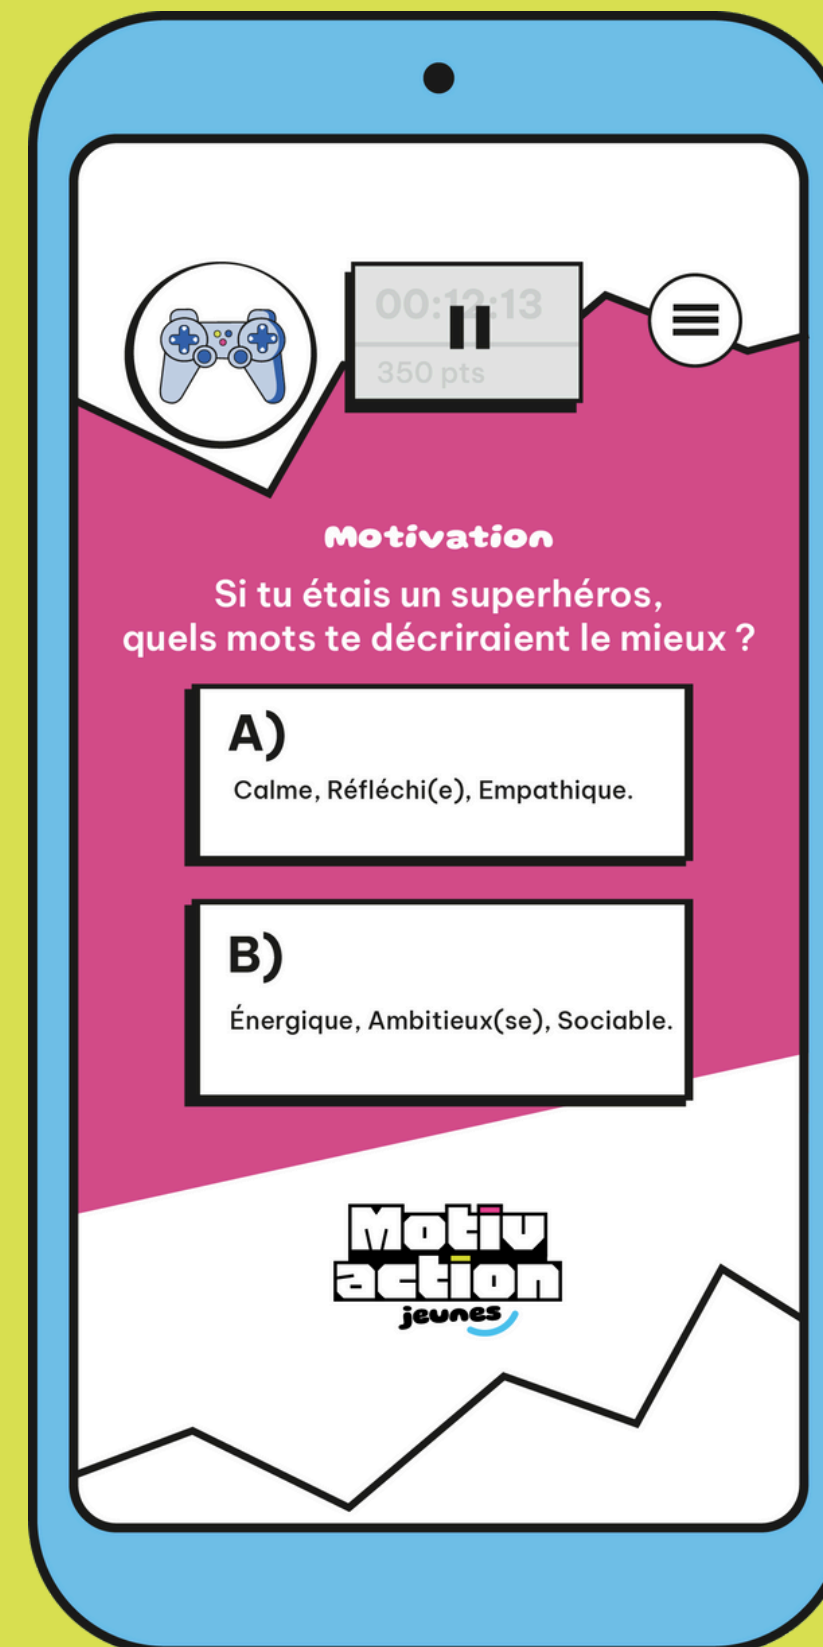 00:12:13
350 pts
Motivation
Si tu étais un superhéros,
quels mots te décriraient le mieux ?
A)
Calme, Réfléchi(e), Empathique.
B)
Énergique, Ambitieux(se), Sociable.
Motiv
action
jeunes